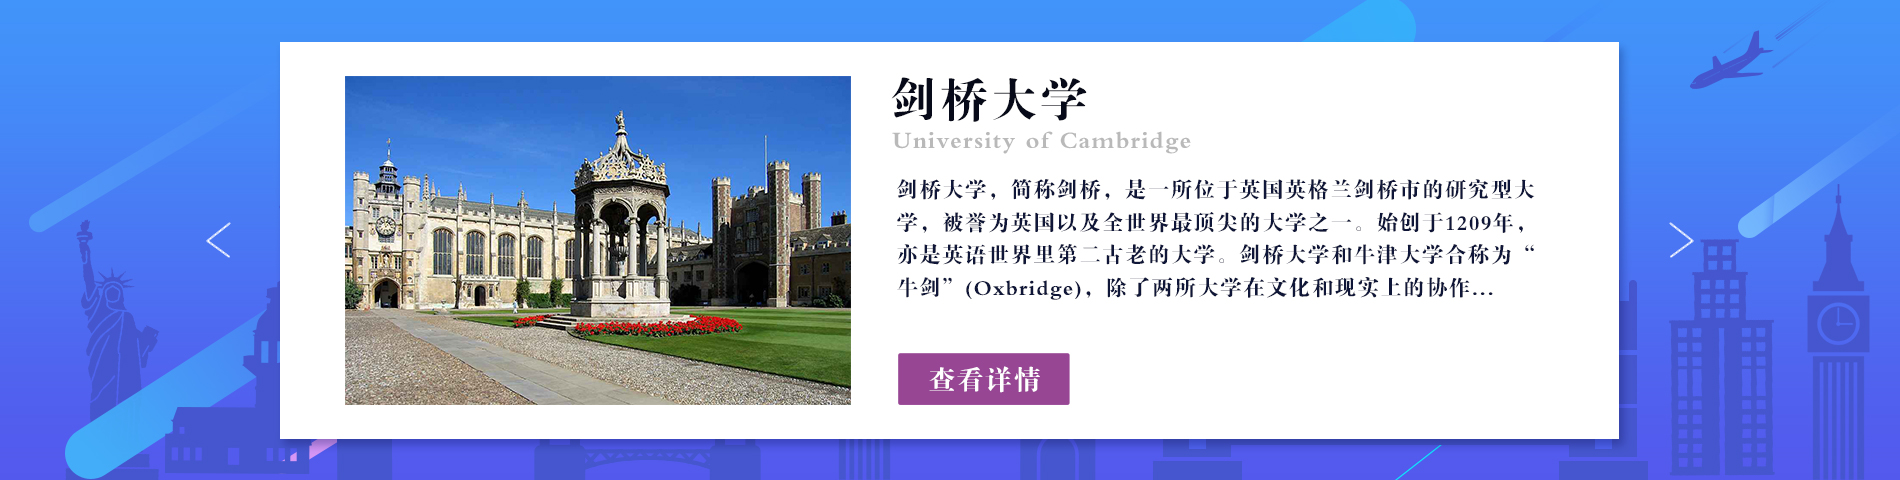 剑桥大学
University of Cambridge
剑桥大学，简称剑桥，是一所位于英国英格兰剑桥市的研究型大
学，被誉为英国以及全世界最顶尖的大学之一。始创于1209年，
亦是英语世界里第二古老的大学。剑桥大学和牛津大学合称为“
牛剑”(Oxbridge)，除了两所大学在文化和现实上的协作...
查看详情